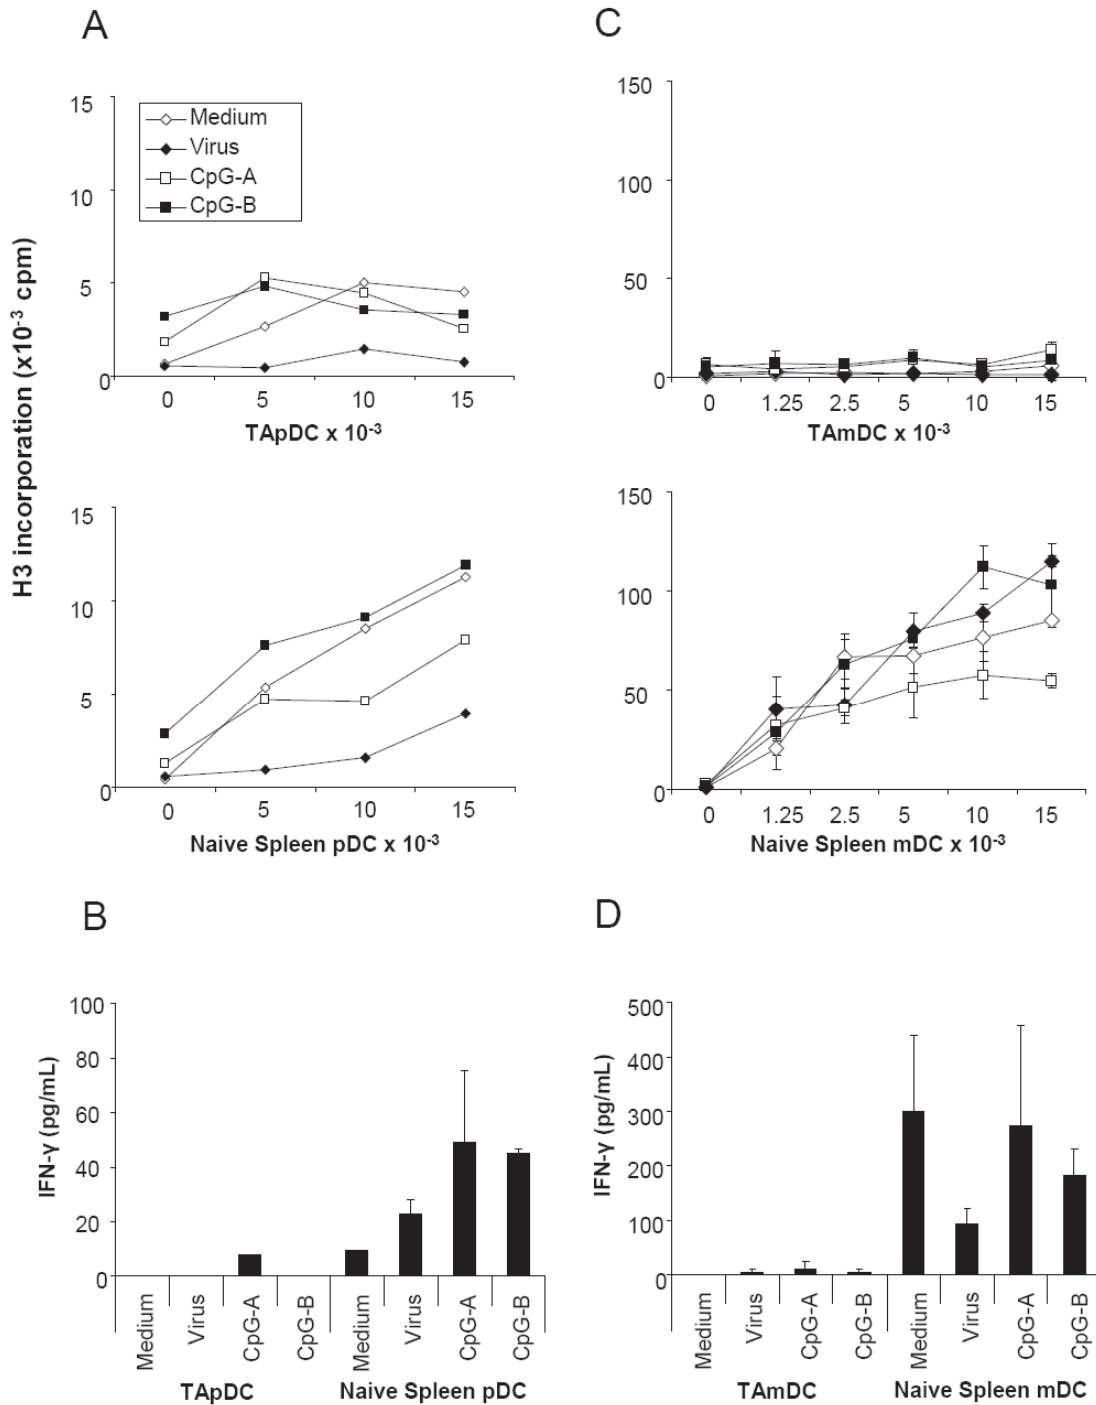 A
15
10
5
0
Medium
Virus
CpG-A
CpG-B
0 5 10 15
TApDC x 10-3
H3 incorporation (x10-3 cpm)
15
10
5
0
0 5 10 15
Naive Spleen pDC x 10-3
C
150
100
50
0
0 1.25 2.5 5 10 15
TAmDC x 10-3
150
100
50
0
0 1.25 2.5 5 10 15
Naive Spleen mDC x 10-3
B
100
80
60
40
20
0
IFN-γ (pg/mL)
Medium
Virus
CpG-A
CpG-B
Medium
Virus
CpG-A
CpG-B
TApDC Naive Spleen pDC
D
500
400
300
200
100
0
IFN-γ (pg/mL)
Medium
Virus
CpG-A
CpG-B
Medium
Virus
CpG-A
CpG-B
TAmDC Naive Spleen mDC